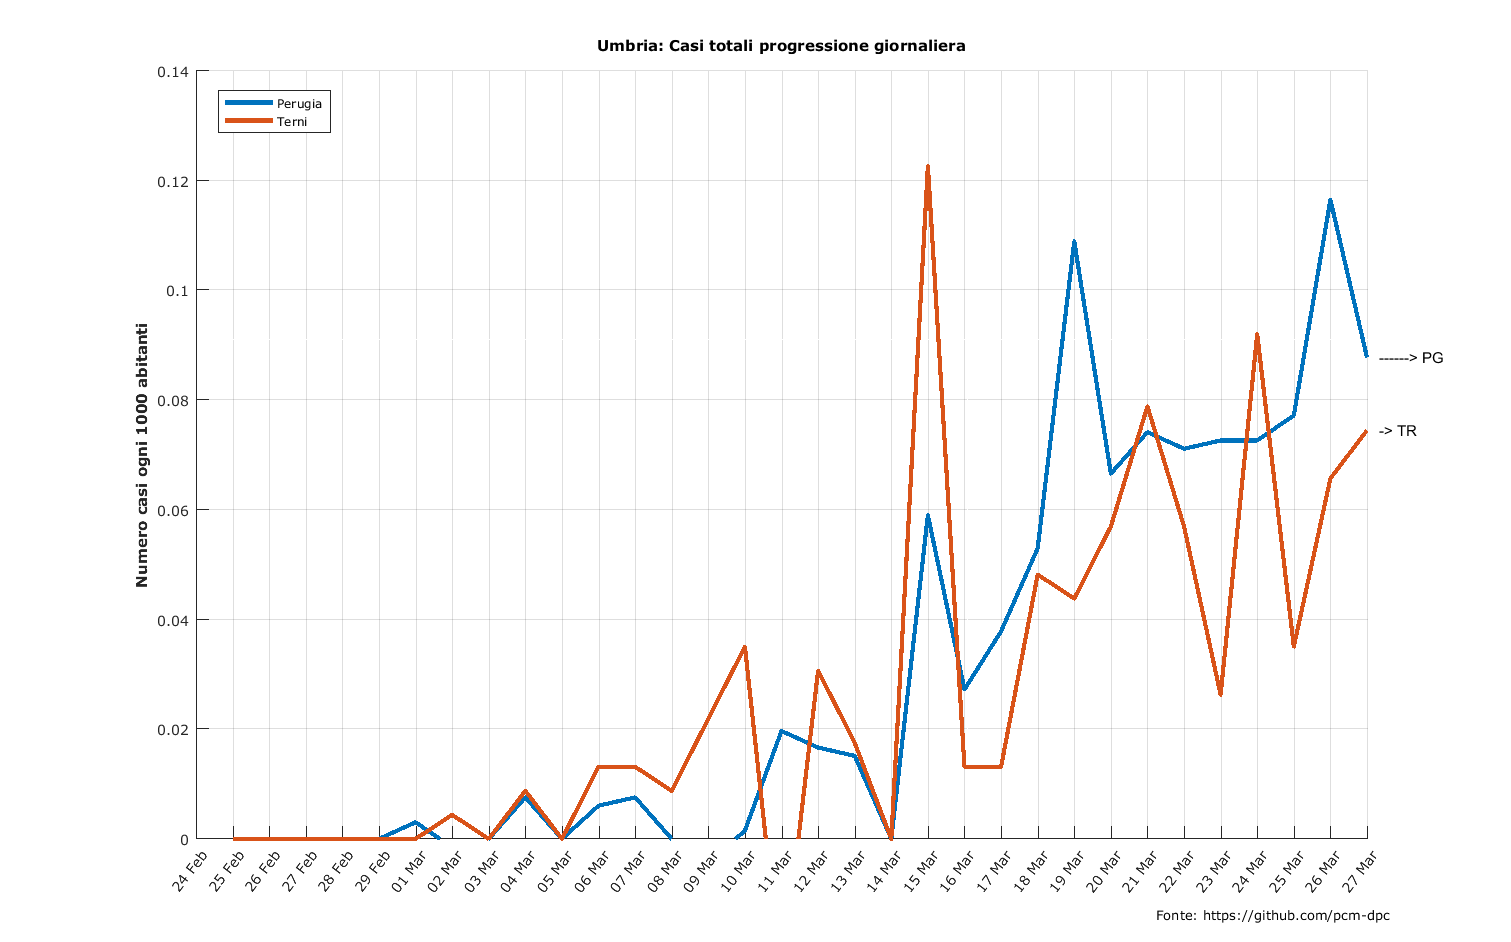 Umbria: Casi totali progressione giornaliera
Perugia
Terni
Numero casi ogni 1000 abitanti
0.14
0.12
0.1
0.08
0.06
0.04
0.02
0
------> PG
-> TR
24 Feb
25 Feb
26 Feb
27 Feb
28 Feb
29 Feb
01 Mar
02 Mar
03 Mar
04 Mar
05 Mar
06 Mar
07 Mar
08 Mar
09 Mar
10 Mar
11 Mar
12 Mar
13 Mar
14 Mar
15 Mar
16 Mar
17 Mar
18 Mar
19 Mar
20 Mar
21 Mar
22 Mar
23 Mar
24 Mar
25 Mar
26 Mar
27 Mar
Fonte: https://github.com/pcm-dpc